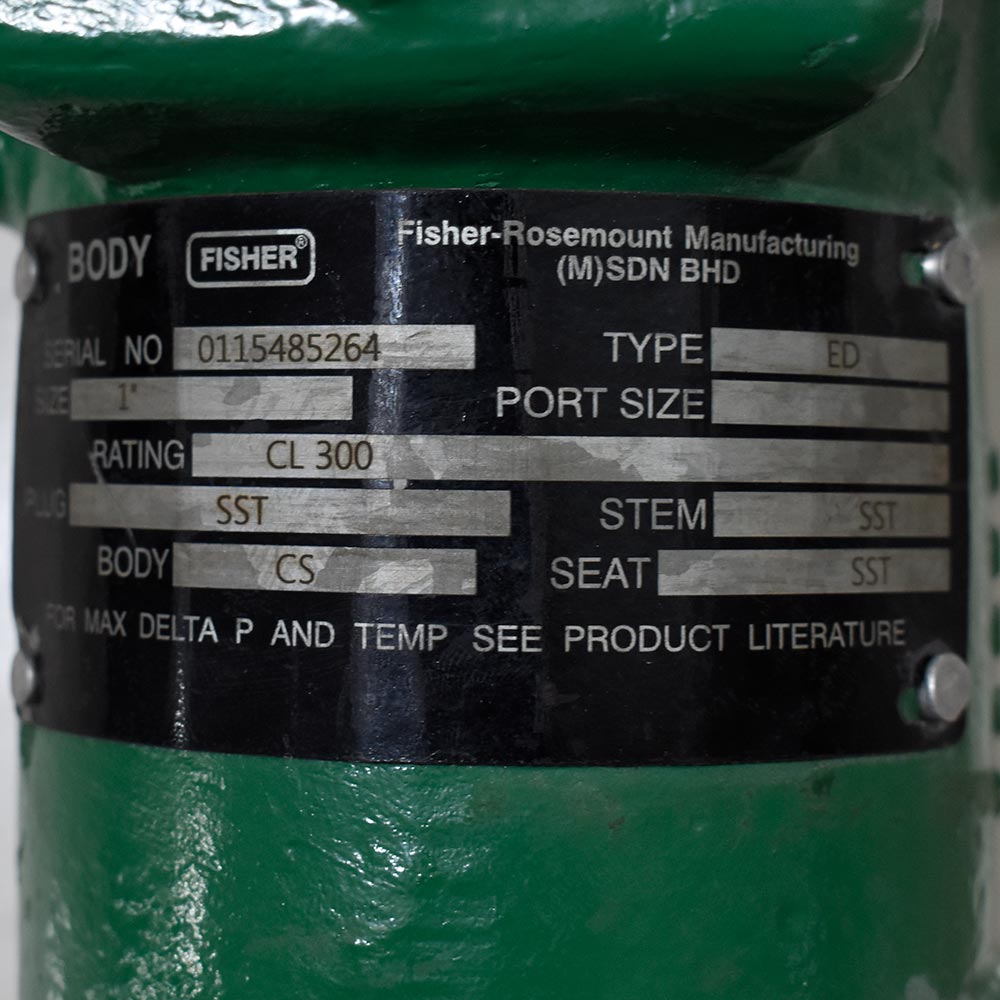 BODY FISHER® Fisher-Rosemount Manufacturing
(M)SDN BHD
SERIAL NO 0115485264 TYPE ED
SIZE 1" PORT SIZE
RATING CL 300
PLUG SST STEM SST
BODY CS SEAT SST
FOR MAX DELTA P AND TEMP SEE PRODUCT LITERATURE